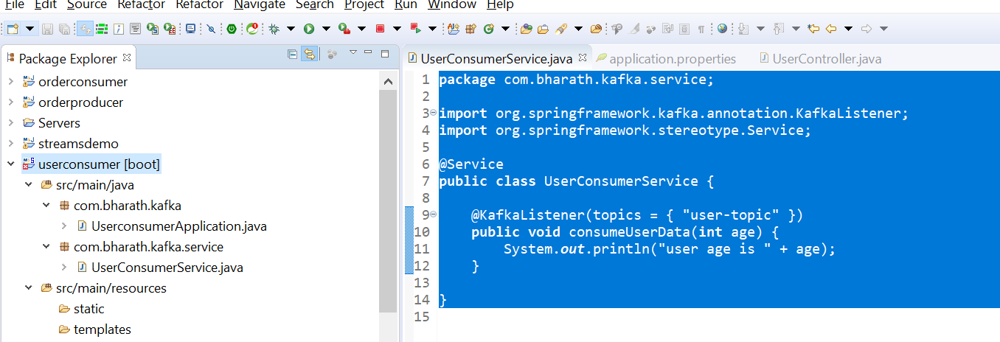 File Edit Source Refactor Refactor Navigate Search Project Run Window Help
Package Explorer
orderconsumer
orderproducer
Servers
streamsdemo
userconsumer [boot]
src/main/java
com.bharath.kafka
UserconsumerApplication.java
com.bharath.kafka.service
UserConsumerService.java
src/main/resources
static
templates
UserConsumerService.java application.properties UserController.java
1 package com.bharath.kafka.service;
2
3 import org.springframework.kafka.annotation.KafkaListener;
4 import org.springframework.stereotype.Service;
5
6 @Service
7 public class UserConsumerService {
8
9 @KafkaListener(topics = { "user-topic" })
10 public void consumeUserData(int age) {
11 System.out.println("user age is " + age);
12 }
13
14 }
15